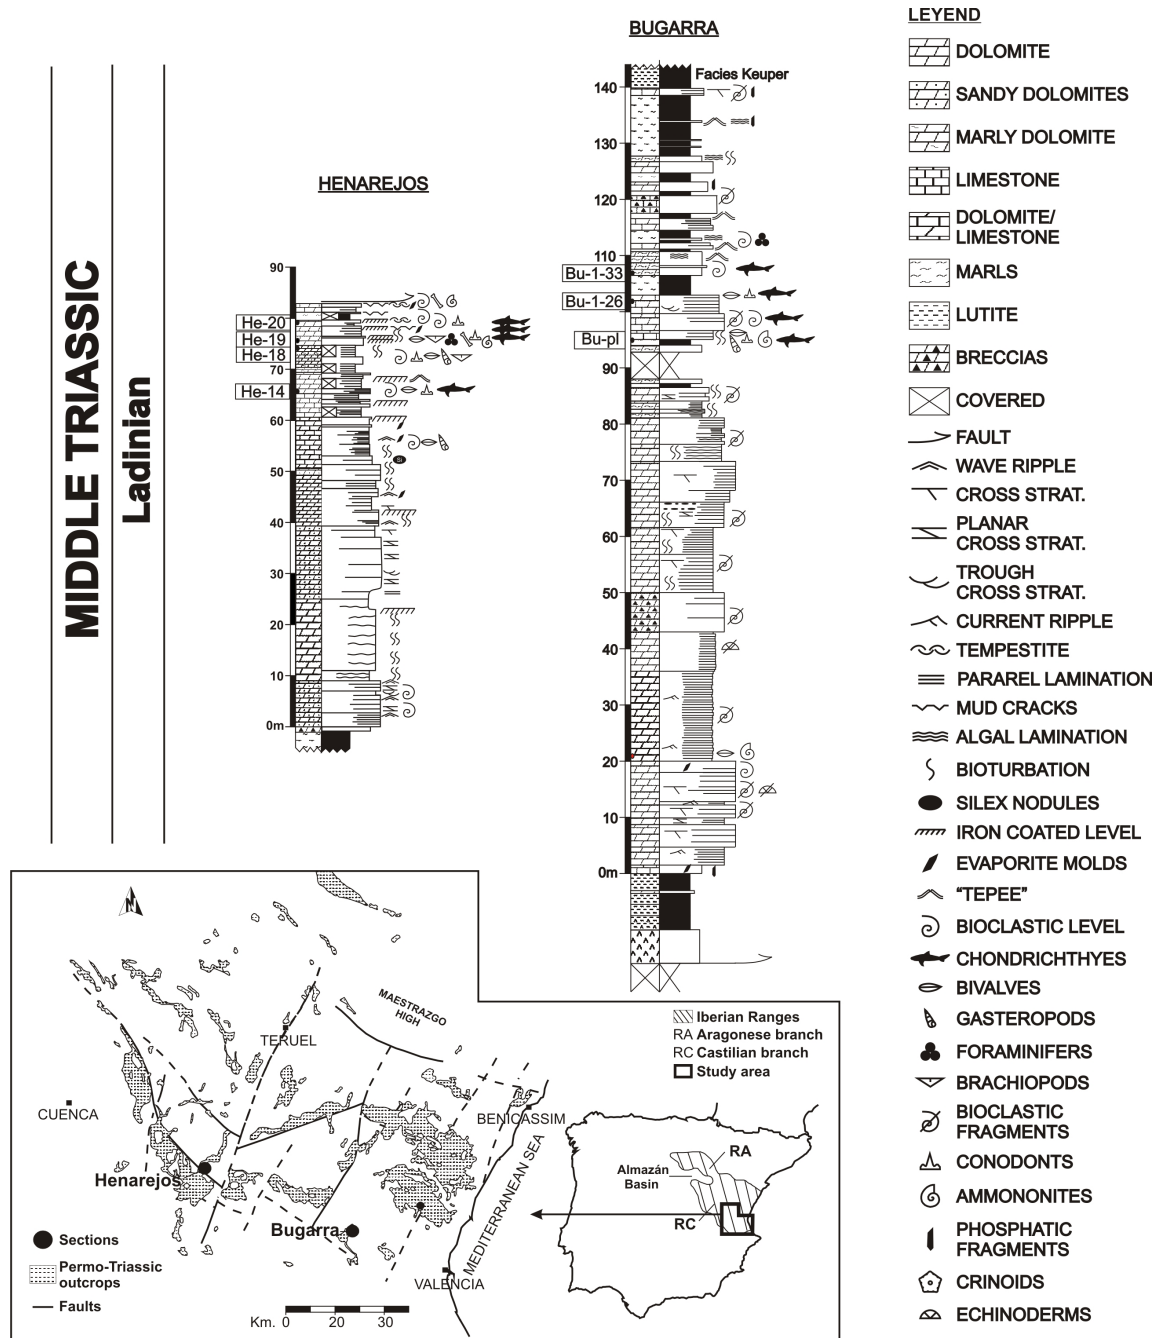 MIDDLE TRIASSIC
Ladinian
HENAREJOS
90
70
60
50
40
30
20
10
0m
He-20
He-19
He-18
He-14
Si
BUGARRA
Facies Keuper
140
130
120
110
90
80
70
60
50
40
30
20
10
0m
Bu-1-33
Bu-1-26
Bu-pl
LEYEND
DOLOMITE
SANDY DOLOMITES
MARLY DOLOMITE
LIMESTONE
DOLOMITE/
LIMESTONE
MARLS
LUTITE
BRECCIAS
COVERED
FAULT
WAVE RIPPLE
CROSS STRAT.
PLANAR
CROSS STRAT.
TROUGH
CROSS STRAT.
CURRENT RIPPLE
TEMPESTITE
PARAREL LAMINATION
MUD CRACKS
ALGAL LAMINATION
BIOTURBATION
SILEX NODULES
IRON COATED LEVEL
EVAPORITE MOLDS
“TEPEE”
BIOCLASTIC LEVEL
CHONDRICHTHYES
BIVALVES
GASTEROPODS
FORAMINIFERS
BRACHIOPODS
BIOCLASTIC
FRAGMENTS
CONODONTS
AMMONONITES
PHOSPHATIC
FRAGMENTS
CRINOIDS
ECHINODERMS
N
MAESTRAZGO
HIGH
TERUEL
CUENCA
BENICASSIM
Henarejos
Bugarra
VALENCIA
MEDITERRANEAN SEA
Sections
Permo-Triassic
outcrops
Faults
Km. 0 20 30
Iberian Ranges
RA Aragonese branch
RC Castilian branch
Study area
RA
Almazán
Basin
RC